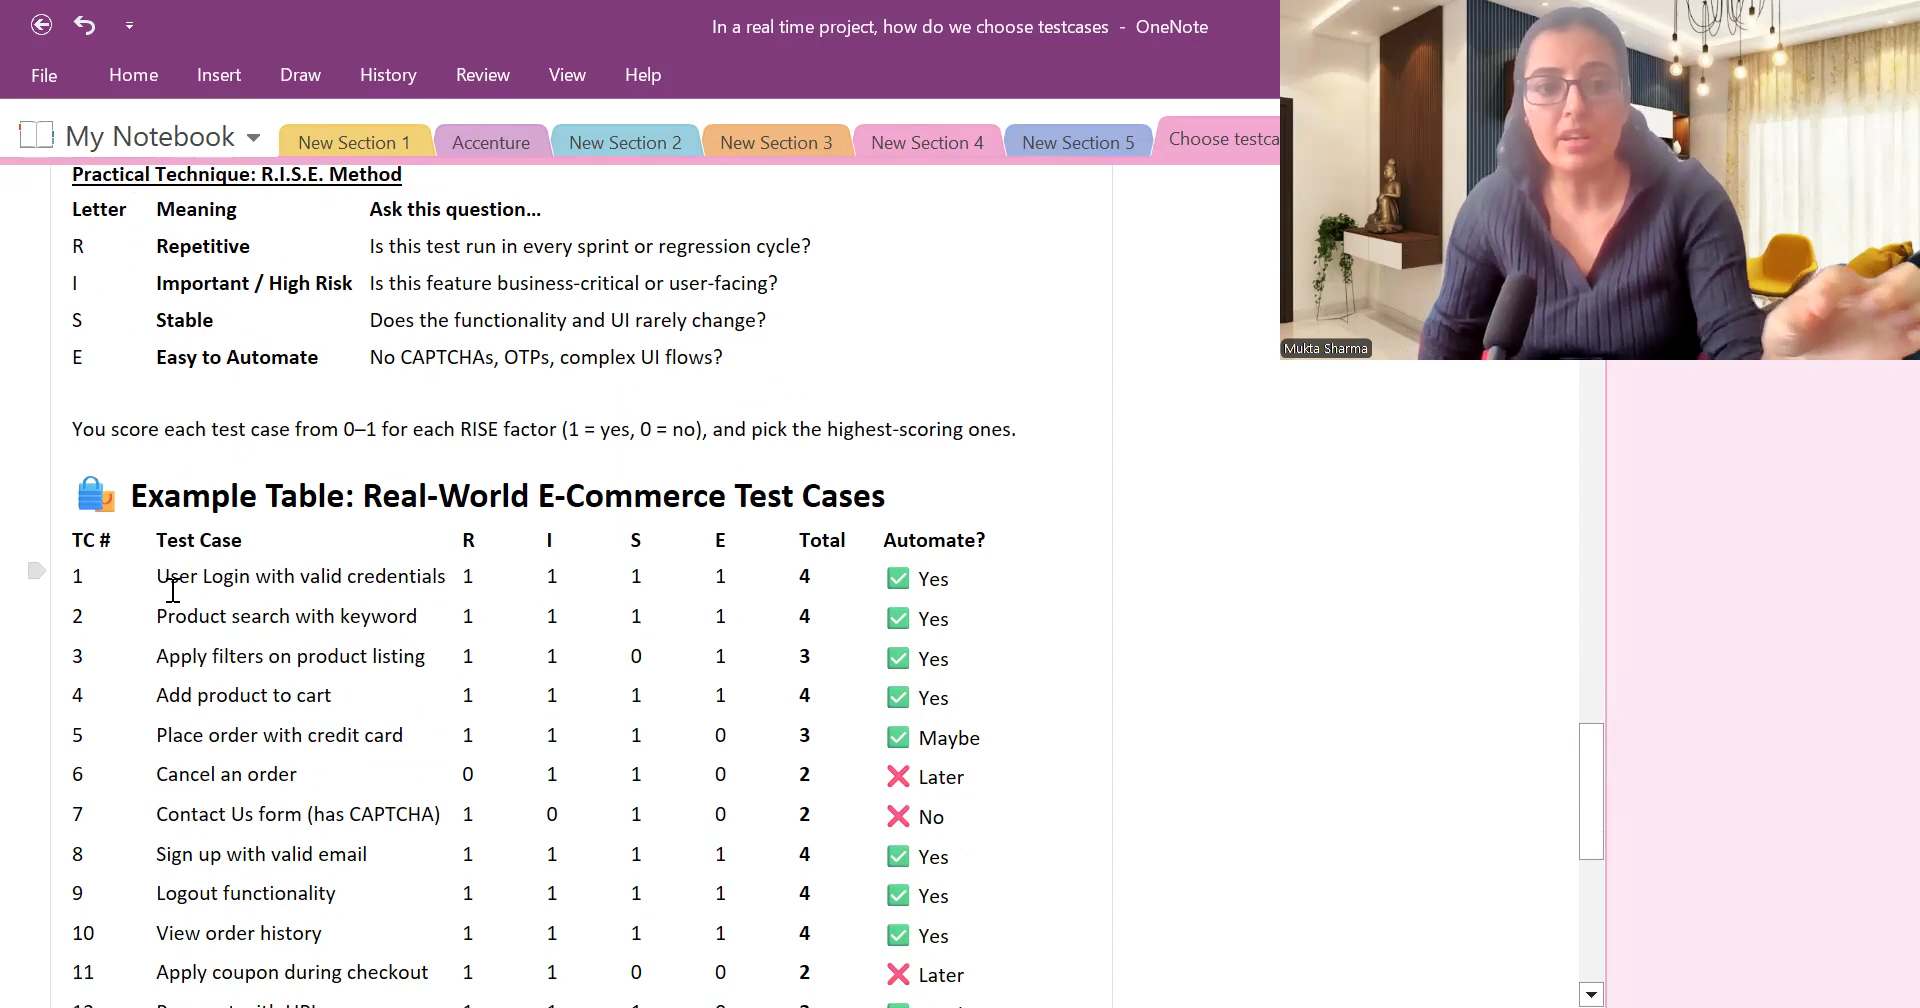 In a real time project, how do we choose testcases - OneNote
File Home Insert Draw History Review View Help
My Notebook New Section 1 Accenture New Section 2 New Section 3 New Section 4 New Section 5 Choose testca
Mukta Sharma
Practical Technique: R.I.S.E. Method
Letter Meaning Ask this question...
R Repetitive Is this test run in every sprint or regression cycle?
I Important / High Risk Is this feature business-critical or user-facing?
S Stable Does the functionality and UI rarely change?
E Easy to Automate No CAPTCHAs, OTPs, complex UI flows?
You score each test case from 0–1 for each RISE factor (1 = yes, 0 = no), and pick the highest-scoring ones.
Example Table: Real-World E-Commerce Test Cases
TC # Test Case R I S E Total Automate?
1 User Login with valid credentials 1 1 1 1 4 ✅ Yes
2 Product search with keyword 1 1 1 1 4 ✅ Yes
3 Apply filters on product listing 1 1 0 1 3 ✅ Yes
4 Add product to cart 1 1 1 1 4 ✅ Yes
5 Place order with credit card 1 1 1 0 3 ✅ Maybe
6 Cancel an order 0 1 1 0 2 ❌ Later
7 Contact Us form (has CAPTCHA) 1 0 1 0 2 ❌ No
8 Sign up with valid email 1 1 1 1 4 ✅ Yes
9 Logout functionality 1 1 1 1 4 ✅ Yes
10 View order history 1 1 1 1 4 ✅ Yes
11 Apply coupon during checkout 1 1 0 0 2 ❌ Later